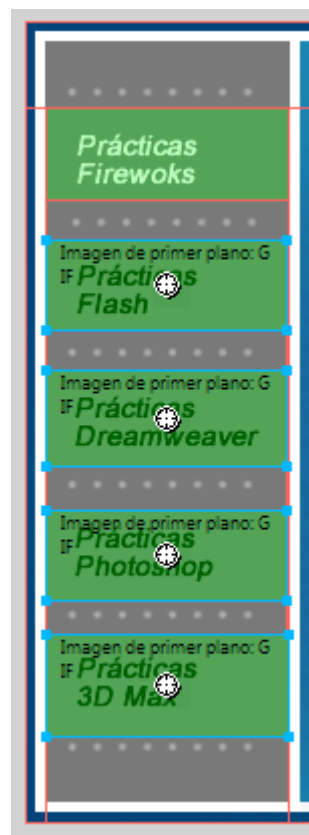 Prácticas
Firewoks
Imagen de primer plano: G
IF Prácticas
Flash
Imagen de primer plano: G
IF Prácticas
Dreamweaver
Imagen de primer plano: G
IF Prácticas
Photoshop
Imagen de primer plano: G
IF Prácticas
3D Max